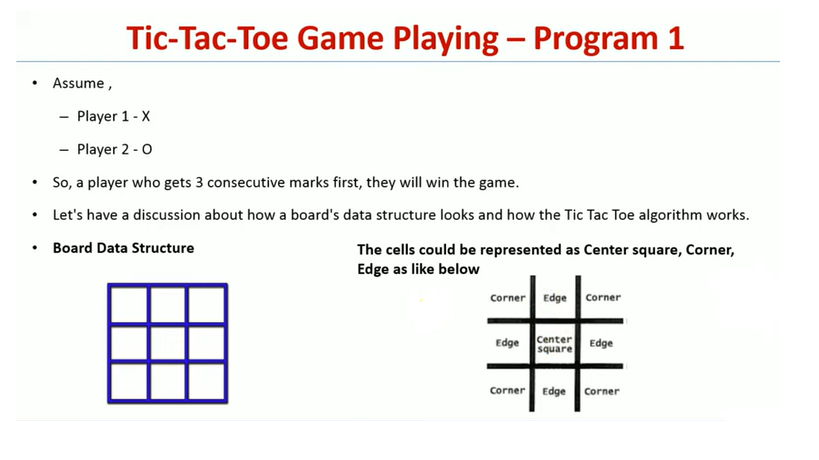 Tic-Tac-Toe Game Playing – Program 1
• Assume ,
– Player 1 - X
– Player 2 - O
• So, a player who gets 3 consecutive marks first, they will win the game.
• Let's have a discussion about how a board's data structure looks and how the Tic Tac Toe algorithm works.
• Board Data Structure
The cells could be represented as Center square, Corner,
Edge as like below
Corner Edge Corner
Edge Center square Edge
Corner Edge Corner